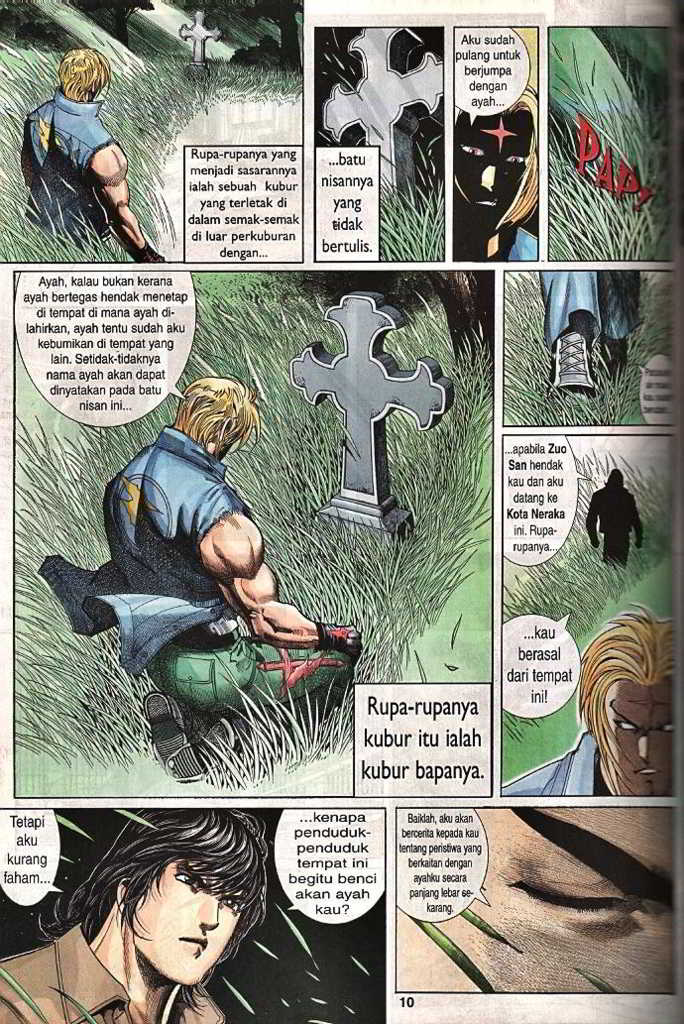 Rupa-rupanya yang
menjadi sasarannya
ialah sebuah kubur
yang terletak di
dalam semak-semak
di luar perkuburan
dengan...
...batu
nisannya
yang
tidak
bertulis.
Aku sudah
pulang untuk
berjumpa
dengan
ayah...
PAPA
Ayah, kalau bukan kerana
ayah bertegas hendak menetap
di tempat di mana ayah di-
lahirkan, ayah tentu sudah aku
kebumikan di tempat yang
lain. Setidak-tidaknya
nama ayah akan dapat
dinyatakan pada batu
nisan ini...
Rupa-rupanya
kubur itu ialah
kubur bapanya.
...apabila Zuo
San hendak
kau dan aku
datang ke
Kota Neraka
ini. Rupa-
rupanya...
...kau
berasal
dari tempat
ini!
Tetapi
aku
kurang
faham...
...kenapa
penduduk-
penduduk
tempat ini
begitu benci
akan ayah
kau?
Baiklah, aku akan
bercerita kepada kau
tentang peristiwa yang
berkaitan dengan
ayahku secara
panjang lebar se-
karang.
10